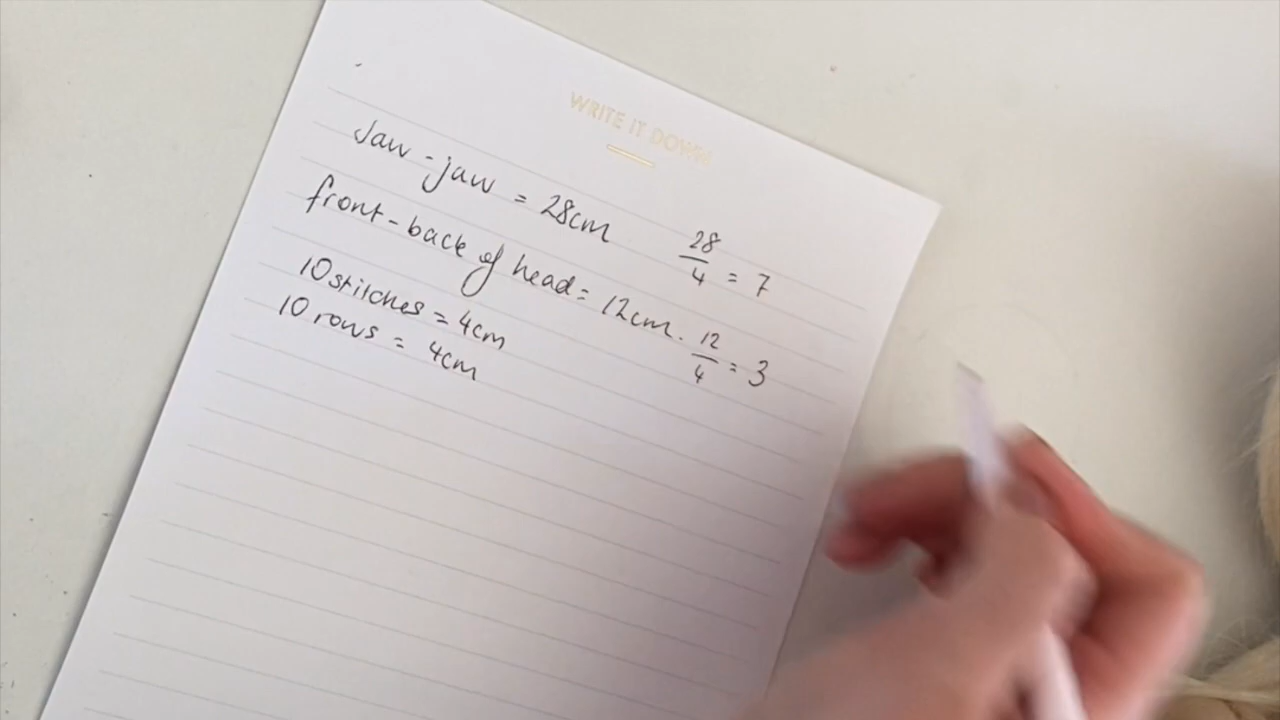 WRITE IT DOWN
Jaw - jaw = 28cm 28/4 = 7
front - back of head = 12cm. 12/4 = 3
10 stitches = 4cm
10 rows = 4cm